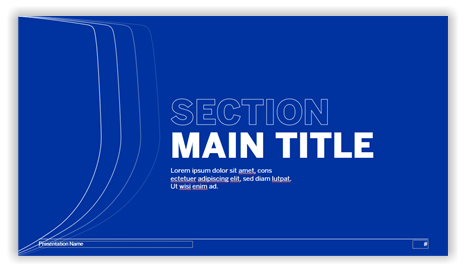 SECTION
MAIN TITLE
Lorem ipsum dolor sit amet, cons
ectetuer adipiscing elit, sed diam lutpat.
Ut wisi enim ad.
Presentation Name
#